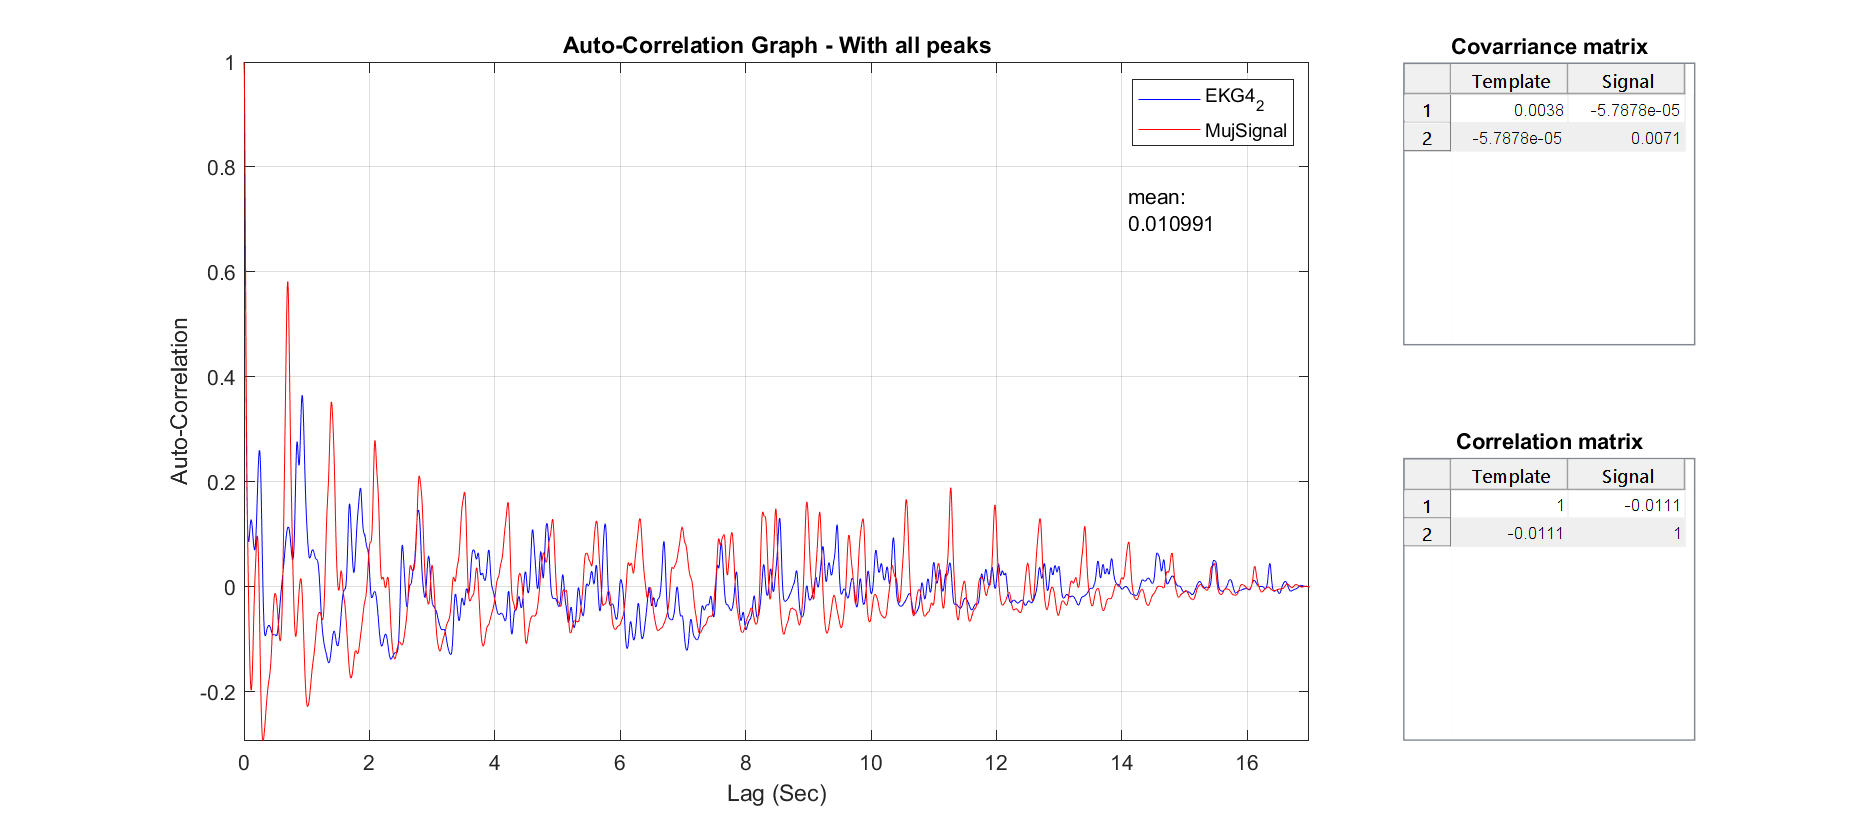 Auto-Correlation Graph - With all peaks
1
0.8
0.6
0.4
0.2
0
-0.2
Auto-Correlation
0 2 4 6 8 10 12 14 16
Lag (Sec)
EKG4₂
MujSignal
mean:
0.010991
Covarriance matrix
Template Signal
1 0.0038 -5.7878e-05
2 -5.7878e-05 0.0071
Correlation matrix
Template Signal
1 1 -0.0111
2 -0.0111 1